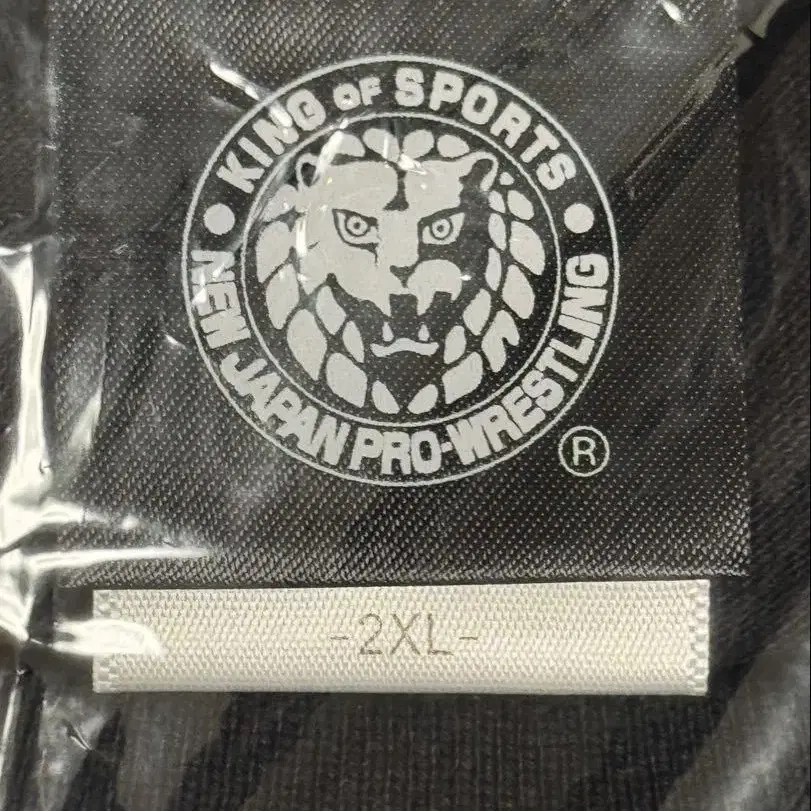 KING OF SPORTS
NEW JAPAN PRO-WRESTLING
®
-2XL-